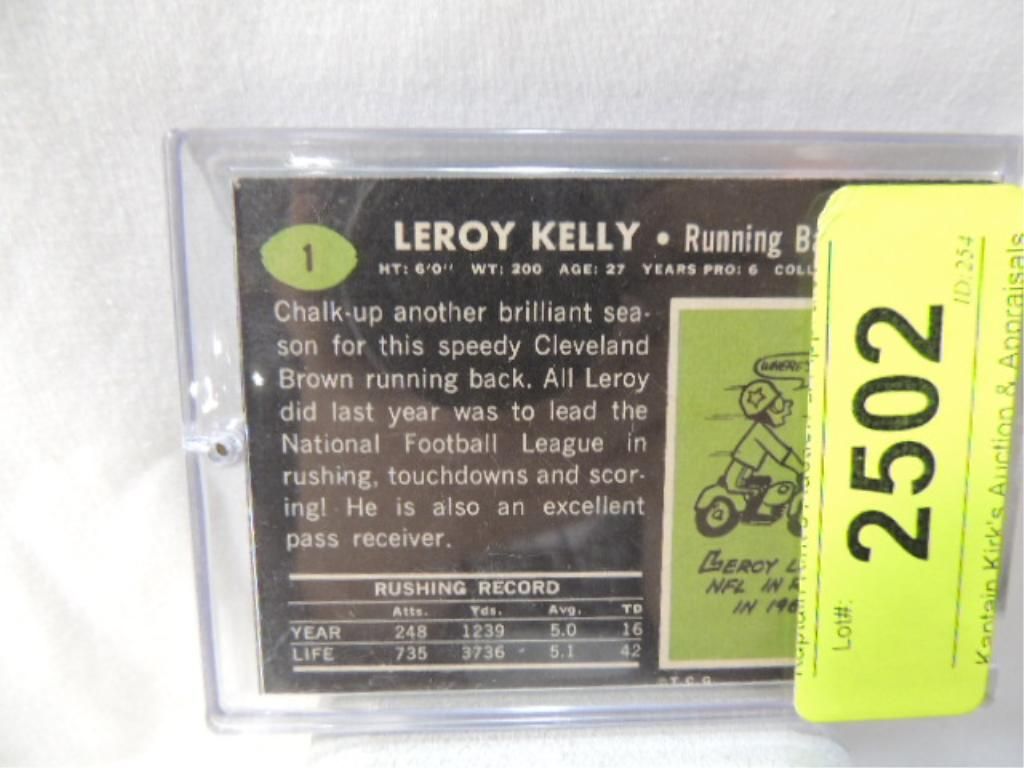 1
LEROY KELLY • Running
HT: 6'0" WT: 200 AGE: 27 YEARS PRO: 6
Chalk-up another brilliant sea-
son for this speedy Cleveland
Brown running back. All Leroy
did last year was to lead the
National Football League in
rushing, touchdowns and scor-
ing! He is also an excellent
pass receiver.
RUSHING RECORD
Atts. Yds. Avg. TD
YEAR 248 1239 5.0 16
LIFE 735 3736 5.1 42
WHERE'S
LEROY
NFL IN
IN
©T.C.G.
Lot#:
2502
ID:254
Kaptain Kirk's Auction & Appraisals